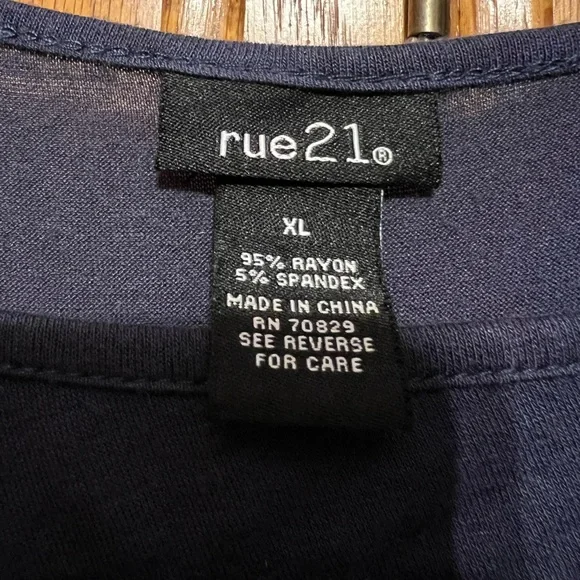 rue21®
XL
95% RAYON
5% SPANDEX
MADE IN CHINA
RN 70829
SEE REVERSE
FOR CARE